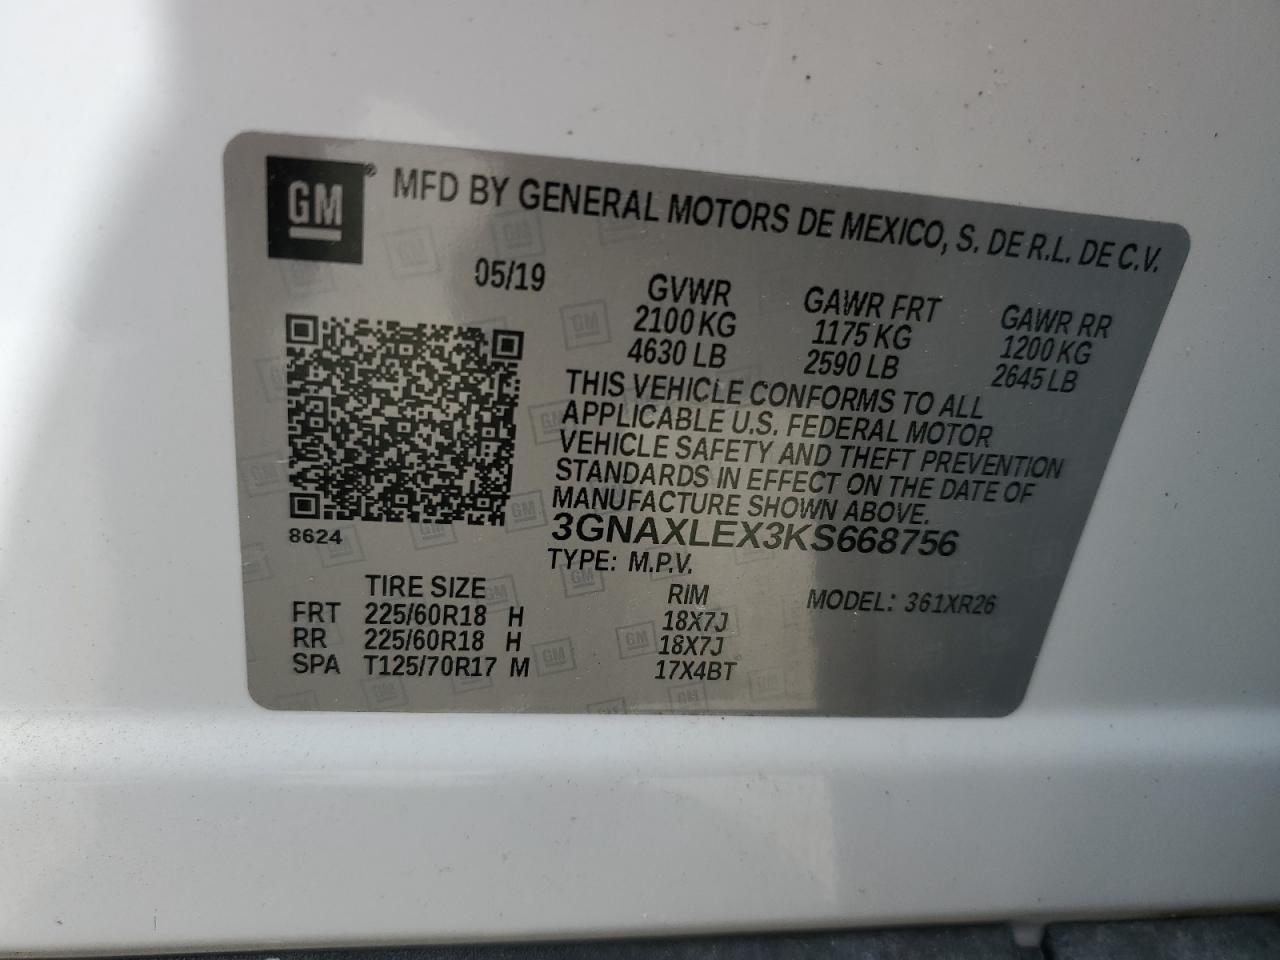 GM® MFD BY GENERAL MOTORS DE MEXICO, S. DE R.L. DE C.V.
05/19 GVWR GAWR FRT GAWR RR
2100 KG 1175 KG 1200 KG
4630 LB 2590 LB 2645 LB
THIS VEHICLE CONFORMS TO ALL
APPLICABLE U.S. FEDERAL MOTOR
VEHICLE SAFETY AND THEFT PREVENTION
STANDARDS IN EFFECT ON THE DATE OF
MANUFACTURE SHOWN ABOVE.
3GNAXLEX3KS668756
8624
TYPE: M.P.V.
TIRE SIZE RIM MODEL: 361XR26
FRT 225/60R18 H 18X7J
RR 225/60R18 H 18X7J
SPA T125/70R17 M 17X4BT